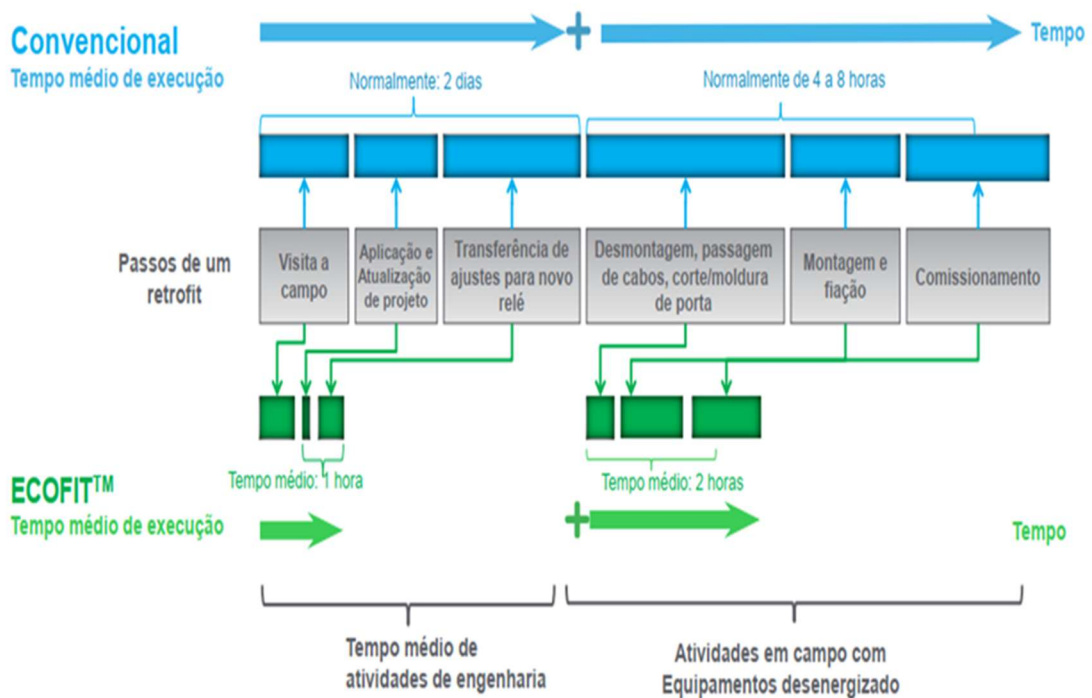 Convencional
Tempo médio de execução
Tempo
Normalmente: 2 dias
Normalmente de 4 a 8 horas
Passos de um
retrofit
Visita a
campo
Aplicação e
Atualização
de projeto
Transferência de
ajustes para novo
relé
Desmontagem, passagem
de cabos, corte/moldura
de porta
Montagem e
fiação
Comissionamento
Tempo médio: 1 hora
Tempo médio: 2 horas
ECOFIT™
Tempo médio de execução
Tempo
Tempo médio de
atividades de engenharia
Atividades em campo com
Equipamentos desenergizado